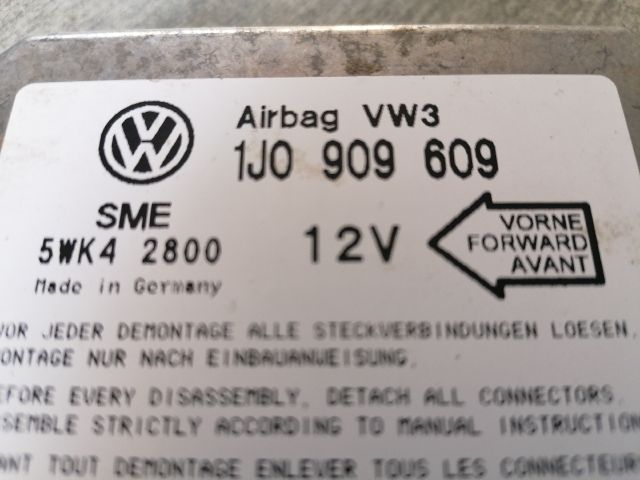 Airbag VW3
1J0 909 609
SME
5WK4 2800
12V
VORNE
FORWARD
AVANT
Made in Germany
VOR JEDER DEMONTAGE ALLE STECKVERBINDUNGEN LOESEN.
MONTAGE NUR NACH EINBAUANWEISUNG.
BEFORE EVERY DISASSEMBLY, DETACH ALL CONNECTORS.
ASSEMBLE STRICTLY ACCORDING TO MANUAL INSTRUCTION
AVANT TOUT DEMONTAGE ENLEVER TOUS LES CONNECTEURS